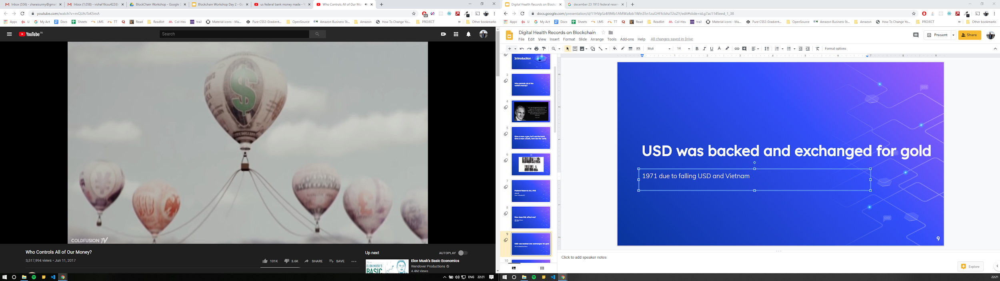 Inbox (556) - sharaisunny@gma
Inbox (1,058) - vishal16csu422@
BlockChain Workshop - Google D
Blockchain Workshop Day 2 - Go
us federal bank money made - Y
Who Controls All of Our Mon
youtube.com/watch?v=mQUhJTxK5mA
Apps
U
My Act
Docs
Sheets
LMS
TT
Read
Readlist
Col-Hex
trail
Material icons - Ma...
Pure CSS3 Gradient...
OpenSource
Amazon Business St...
Amazon
How To Change Yo...
PROJECT
Other bookmarks
YouTube IN
Search
$
COLDFUSION TV
Who Controls All of Our Money?
3,517,994 views • Jun 11, 2017
101K
3.6K
SHARE
SAVE
Up next
AUTOPLAY
ELON MUSK'S
BASIC
Elon Musk's Basic Economics
Wendover Productions
4.4M views
ENG
22:21
Digital Health Records on Blockch
december 23 1913 federal reser
docs.google.com/presentation/d/11HVpSz4I9Mb1AMWz4xb1WIn35n1zuGHFfcIshzT2oZY/edit#slide=id.g7ac1145eed_1_38
Apps
U
My Act
Docs
Sheets
LMS
TT
Read
Readlist
Col-Hex
trail
Material icons - Ma...
Pure CSS3 Gradient...
OpenSource
Amazon Business St...
Amazon
How To Change Yo...
PROJECT
Other bookmarks
Digital Health Records on Blockchain
File Edit View Insert Format Slide Arrange Tools Add-ons Help
All changes saved in Drive
Present
Share
Muli
14
Format options
Introduction
3
Who controls all of the
world's money?
4
5
Give a man a gun, he'll rob the bank
Give a man a bank, he'll rob the world
6
7
Federal Reserve Act, 1913
8
How does this affect me?
9
USD was backed and exchanged for gold
10
001
USD was backed and exchanged for gold
1971 due to falling USD and Vietnam
010
9
Click to add speaker notes
Explore
22:21